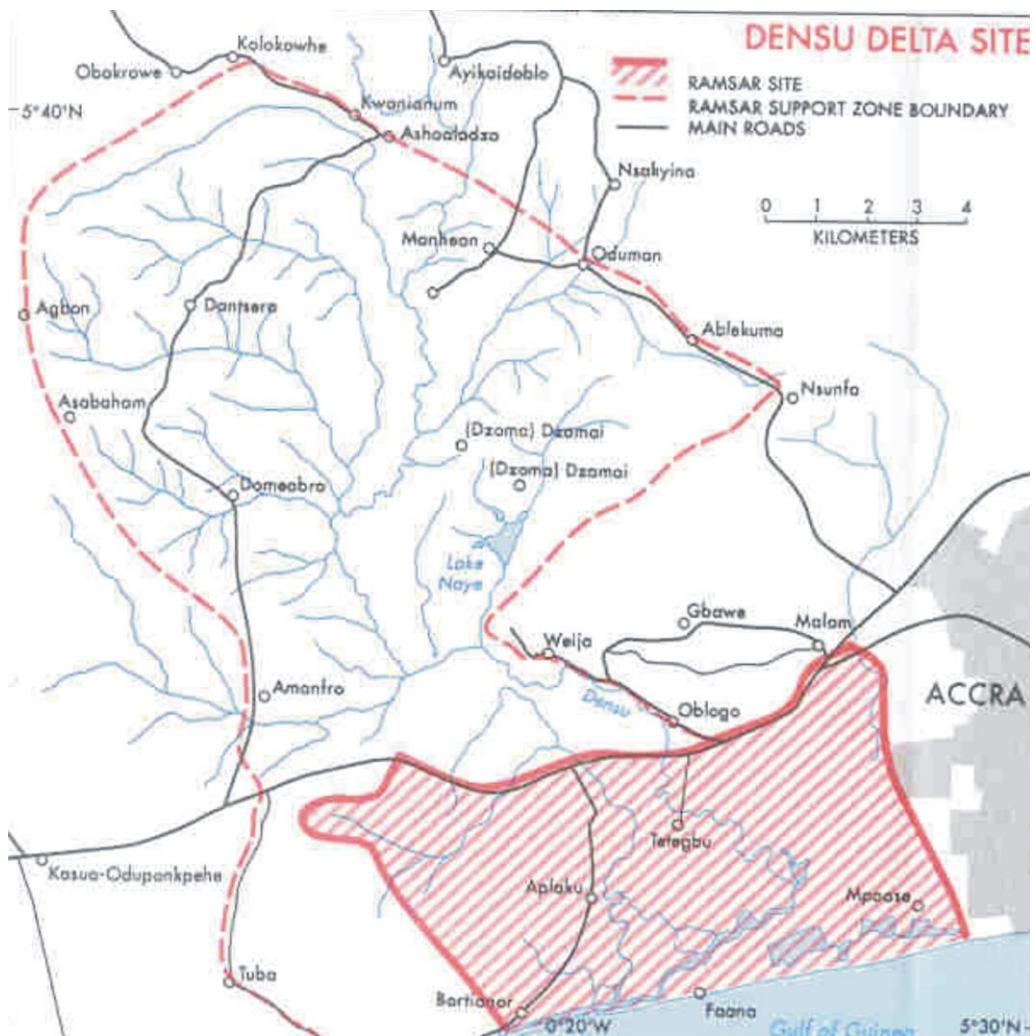 DENSU DELTA SITE
RAMSAR SITE
RAMSAR SUPPORT ZONE BOUNDARY
MAIN ROADS
0 1 2 3 4
KILOMETERS
5°40'N
Kolokowhe
Obokrowe
Ayikaidoblo
Kwanianum
Ashoaladza
Nsakyina
Manhean
Oduman
Agbon
Dantsera
Ablekuma
Nsunfa
Asabaham
(Dzama) Dzamai
(Dzama) Dzamai
Domeabra
Lake
Naye
Gbawe
Malam
Weija
Amanfro
Densu
Oblogo
ACCRA
Tetegbu
Kasua-Odupankpehe
Aplaku
Mpoase
Tuba
Bortianor
Faana
0°20'W
Gulf of Guinea
5°30'N